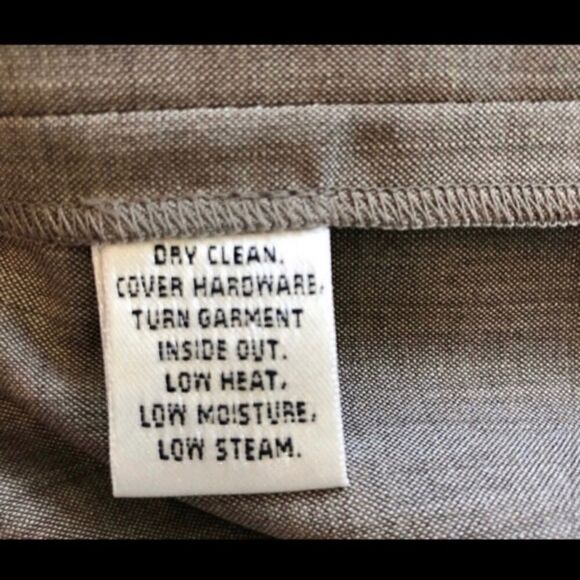 DRY CLEAN.
COVER HARDWARE,
TURN GARMENT
INSIDE OUT.
LOW HEAT,
LOW MOISTURE,
LOW STEAM.